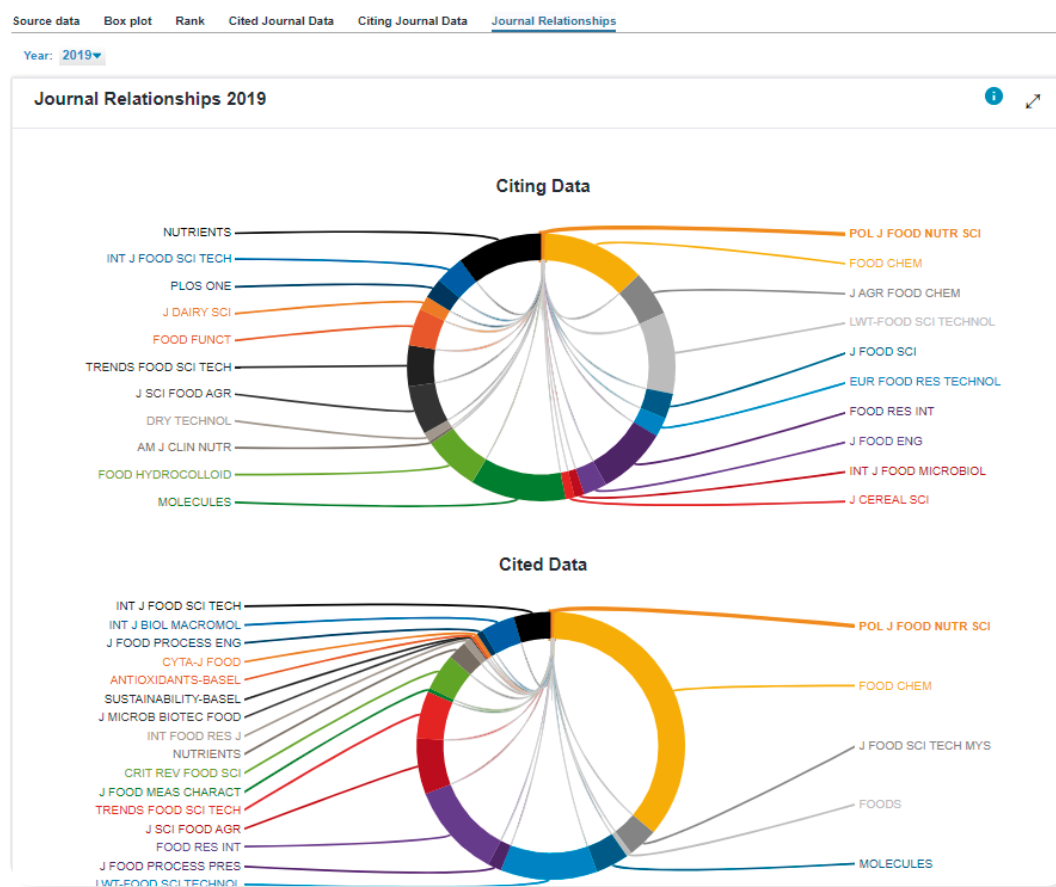 Source data Box plot Rank Cited Journal Data Citing Journal Data Journal Relationships
Year: 2019
Journal Relationships 2019
Citing Data
NUTRIENTS
INT J FOOD SCI TECH
PLOS ONE
J DAIRY SCI
FOOD FUNCT
TRENDS FOOD SCI TECH
J SCI FOOD AGR
DRY TECHNOL
AM J CLIN NUTR
FOOD HYDROCOLLOID
MOLECULES
POL J FOOD NUTR SCI
FOOD CHEM
J AGR FOOD CHEM
LWT-FOOD SCI TECHNOL
J FOOD SCI
EUR FOOD RES TECHNOL
FOOD RES INT
J FOOD ENG
INT J FOOD MICROBIOL
J CEREAL SCI
Cited Data
INT J FOOD SCI TECH
INT J BIOL MACROMOL
J FOOD PROCESS ENG
CYTA-J FOOD
ANTIOXIDANTS-BASEL
SUSTAINABILITY-BASEL
J MICROB BIOTEC FOOD
INT FOOD RES J
NUTRIENTS
CRIT REV FOOD SCI
J FOOD MEAS CHARACT
TRENDS FOOD SCI TECH
J SCI FOOD AGR
FOOD RES INT
J FOOD PROCESS PRES
LWT-FOOD SCI TECHNOL
POL J FOOD NUTR SCI
FOOD CHEM
J FOOD SCI TECH MYS
FOODS
MOLECULES